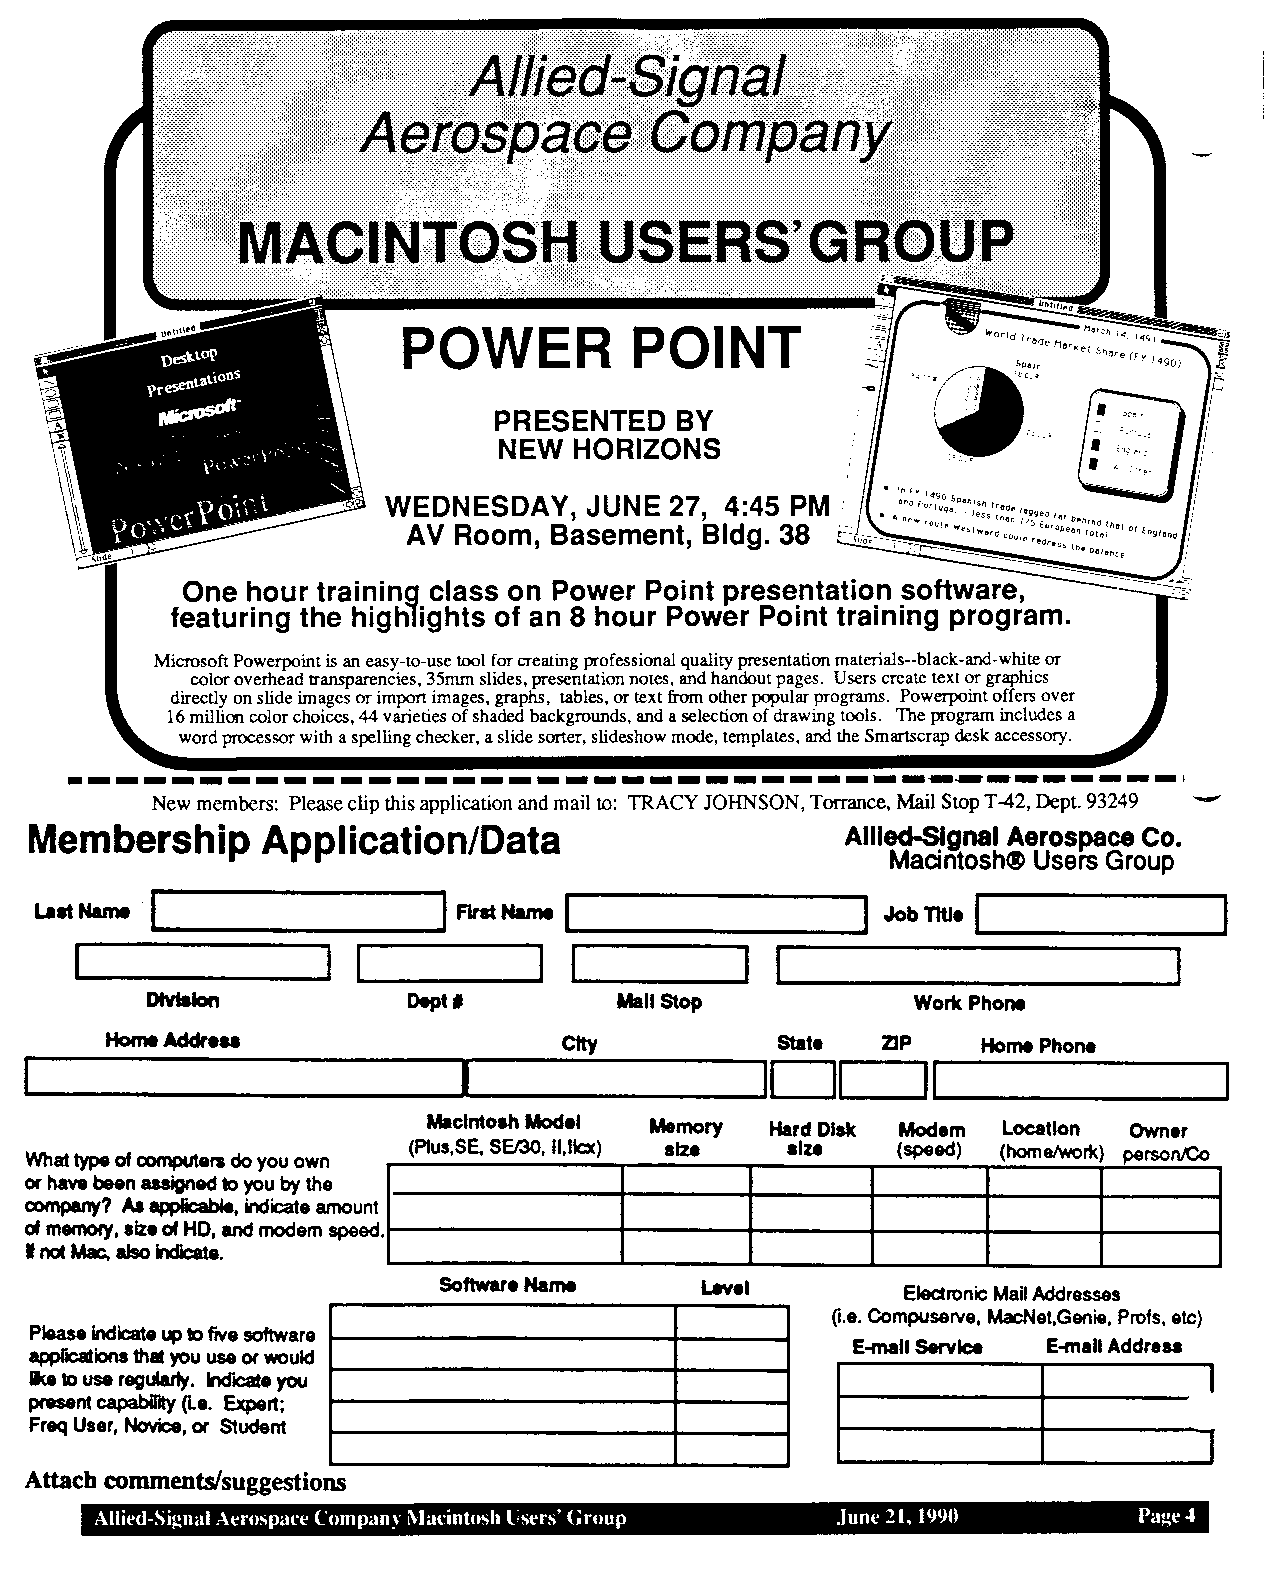 Allied-Signal
Aerospace Company
MACINTOSH USERS' GROUP
Untitled
Desktop
Presentations
Microsoft
PowerPoint
PowerPoint
Slide
POWER POINT
PRESENTED BY
NEW HORIZONS
WEDNESDAY, JUNE 27, 4:45 PM
AV Room, Basement, Bldg. 38
Untitled
March 14, 1491
World Trade Market Share (FY 1490)
Spain
In FY 1490 Spanish trade lagged far behind that of England
and Portugal - less than 1/5 European total
A new route westward could redress the balance
Slide
One hour training class on Power Point presentation software,
featuring the highlights of an 8 hour Power Point training program.
Microsoft Powerpoint is an easy-to-use tool for creating professional quality presentation materials--black-and-white or
color overhead transparencies, 35mm slides, presentation notes, and handout pages. Users create text or graphics
directly on slide images or import images, graphs, tables, or text from other popular programs. Powerpoint offers over
16 million color choices, 44 varieties of shaded backgrounds, and a selection of drawing tools. The program includes a
word processor with a spelling checker, a slide sorter, slideshow mode, templates, and the Smartscrap desk accessory.
New members: Please clip this application and mail to: TRACY JOHNSON, Torrance, Mail Stop T-42, Dept. 93249
Membership Application/Data
Allied-Signal Aerospace Co.
Macintosh® Users Group
Last Name First Name Job Title
Division Dept # Mail Stop Work Phone
Home Address City State ZIP Home Phone
Macintosh Model Memory Hard Disk Modem Location Owner
(Plus,SE, SE/30, II,IIcx) size size (speed) (home/work) person/Co
What type of computers do you own
or have been assigned to you by the
company? As applicable, indicate amount
of memory, size of HD, and modem speed.
If not Mac, also indicate.
Software Name Level
Please indicate up to five software
applications that you use or would
like to use regularly. Indicate you
present capability (i.e. Expert;
Freq User, Novice, or Student
Electronic Mail Addresses
(i.e. Compuserve, MacNet,Genie, Profs, etc)
E-mail Service E-mail Address
Attach comments/suggestions
Allied-Signal Aerospace Company Macintosh Users' Group June 21, 1990 Page 4